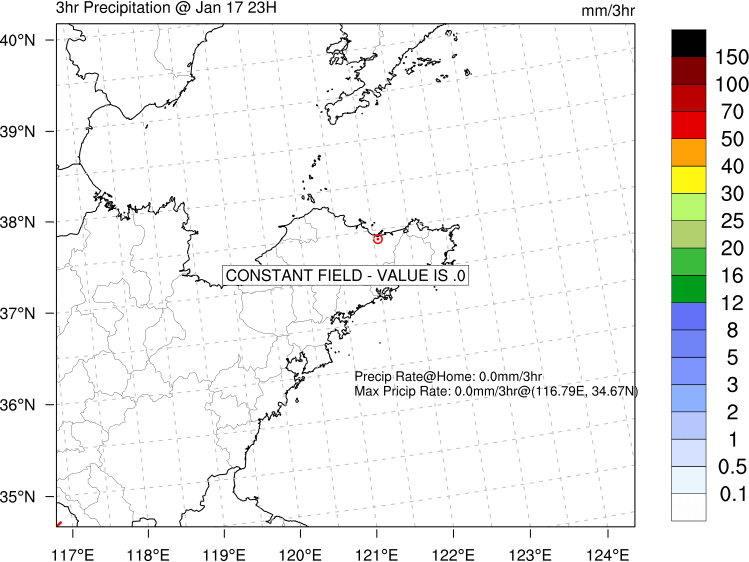 3hr Precipitation @ Jan 17 23H
mm/3hr
40°N
39°N
38°N
37°N
36°N
35°N
CONSTANT FIELD - VALUE IS .0
Precip Rate@Home: 0.0mm/3hr
Max Pricip Rate: 0.0mm/3hr@(116.79E, 34.67N)
117°E 118°E 119°E 120°E 121°E 122°E 123°E 124°E
150
100
70
50
40
30
25
20
16
12
8
5
3
2
1
0.5
0.1